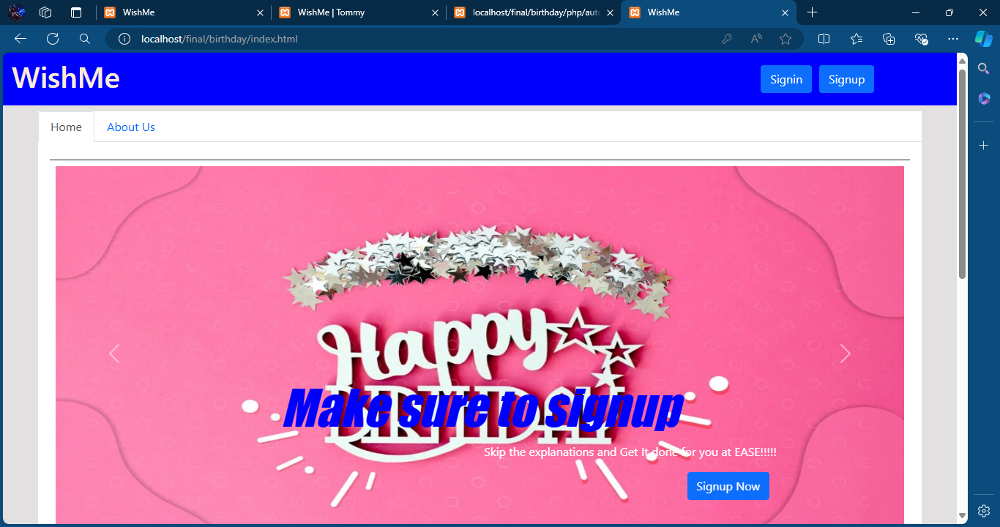 WishMe
WishMe | Tommy
localhost/final/birthday/php/aut
WishMe
localhost/final/birthday/index.html
WishMe
Signin
Signup
Home
About Us
Happy
BIRTHDAY
Make sure to signup
Skip the explanations and Get It done for you at EASE!!!!!
Signup Now